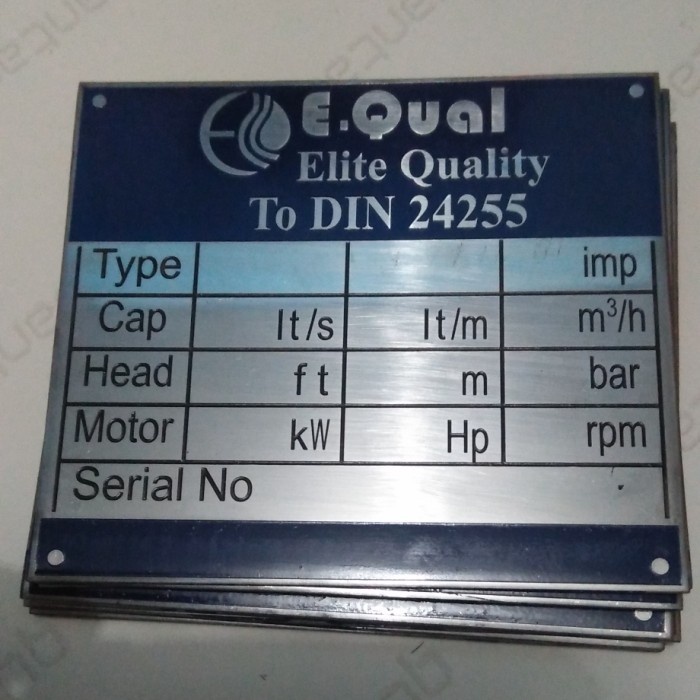 E.Qual
Elite Quality
To DIN 24255
Type imp
Cap lt/s lt/m m³/h
Head ft m bar
Motor kW Hp rpm
Serial No